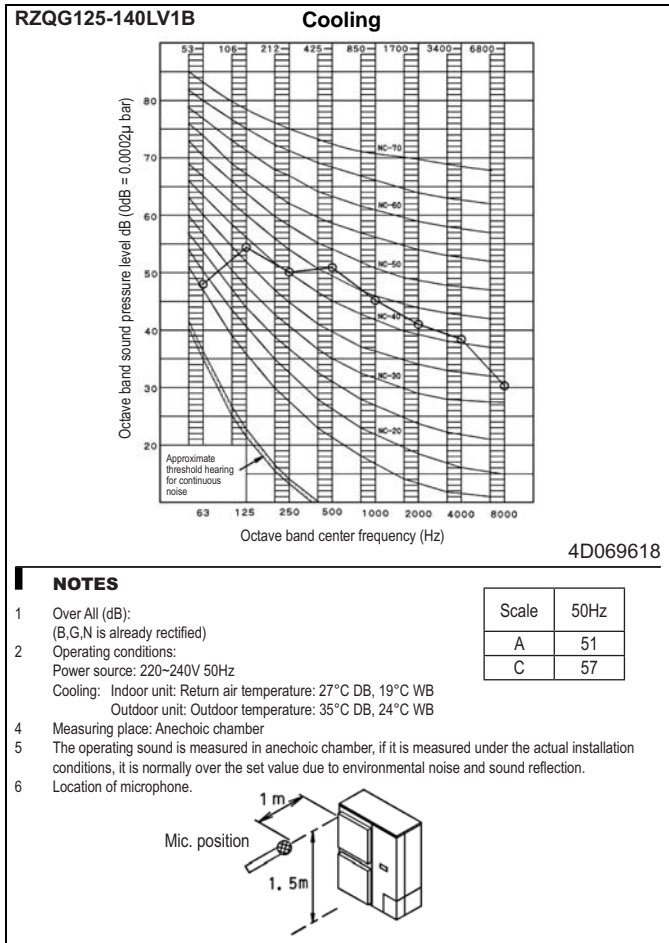 RZQG125-140LV1B
Cooling
53 106 212 425 850 1700 3400 6800
Octave band sound pressure level dB (0dB = 0.0002µ bar)
80
70
60
50
40
30
20
NC-70
NC-60
NC-50
NC-40
NC-30
NC-20
Approximate
threshold hearing
for continuous
noise
63 125 250 500 1000 2000 4000 8000
Octave band center frequency (Hz)
4D069618
NOTES
1 Over All (dB):
(B,G,N is already rectified)
2 Operating conditions:
Power source: 220~240V 50Hz
Cooling: Indoor unit: Return air temperature: 27°C DB, 19°C WB
Outdoor unit: Outdoor temperature: 35°C DB, 24°C WB
4 Measuring place: Anechoic chamber
5 The operating sound is measured in anechoic chamber, if it is measured under the actual installation
conditions, it is normally over the set value due to environmental noise and sound reflection.
6 Location of microphone.
Scale 50Hz
A 51
C 57
1 m
Mic. position
1. 5m